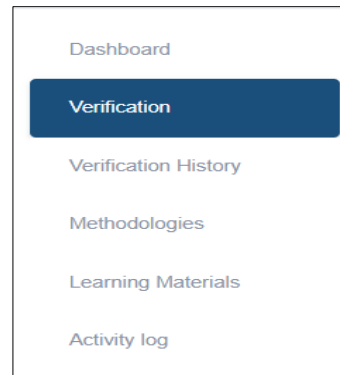 Dashboard
Verification
Verification History
Methodologies
Learning Materials
Activity log